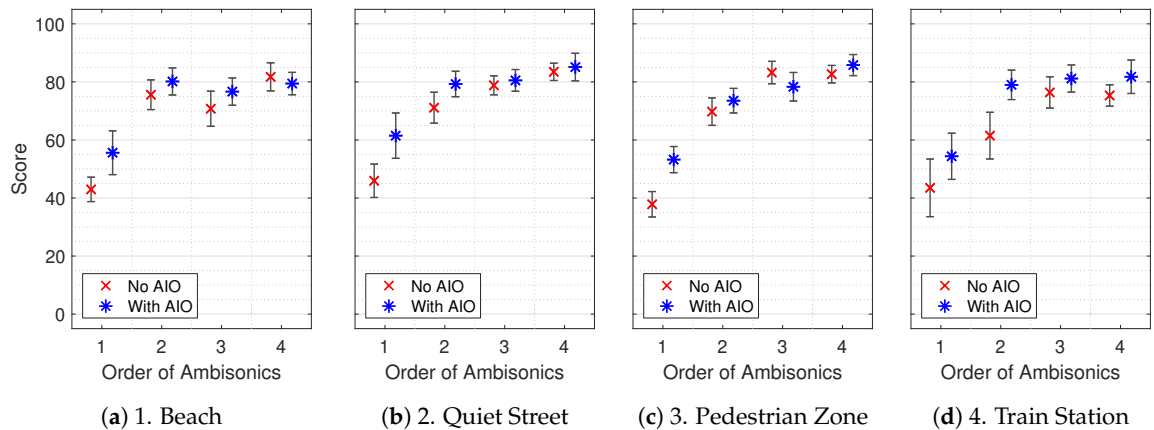 100
80
60
40
20
0
Score
No AIO
With AIO
1 2 3 4
Order of Ambisonics
(a) 1. Beach
No AIO
With AIO
1 2 3 4
Order of Ambisonics
(b) 2. Quiet Street
No AIO
With AIO
1 2 3 4
Order of Ambisonics
(c) 3. Pedestrian Zone
No AIO
With AIO
1 2 3 4
Order of Ambisonics
(d) 4. Train Station